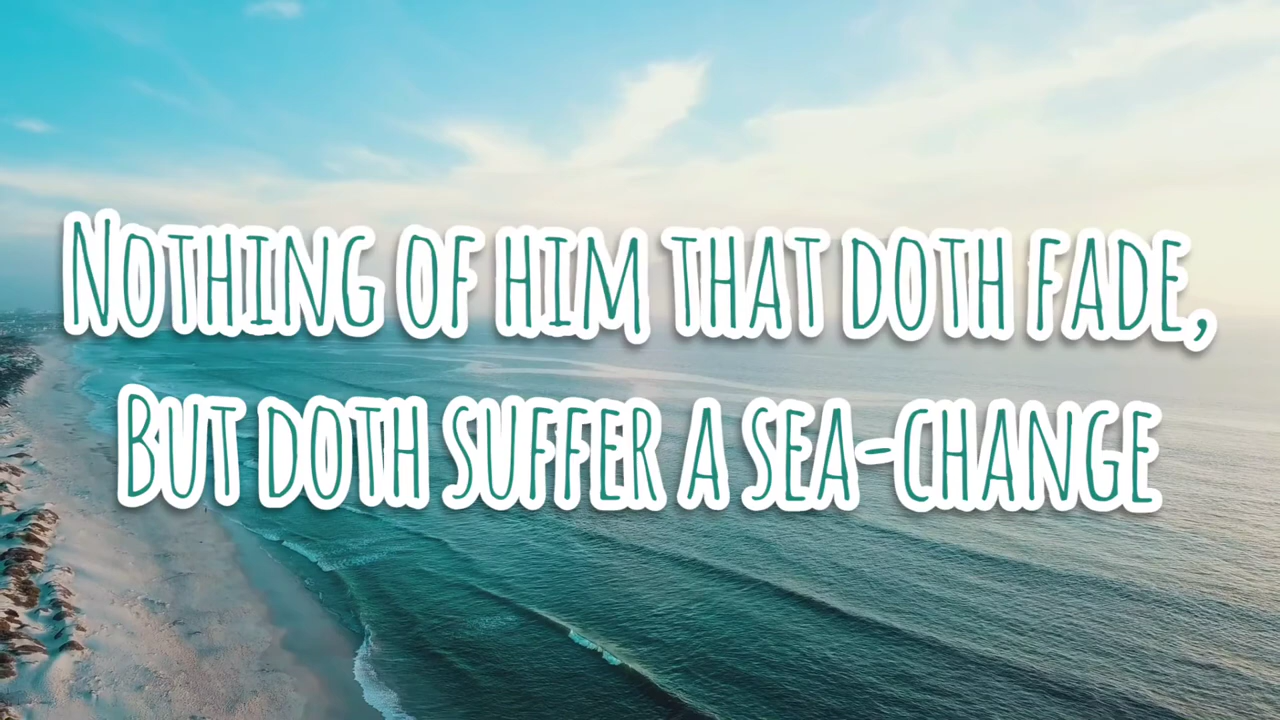 Nothing of him that doth fade,
But doth suffer a sea-change